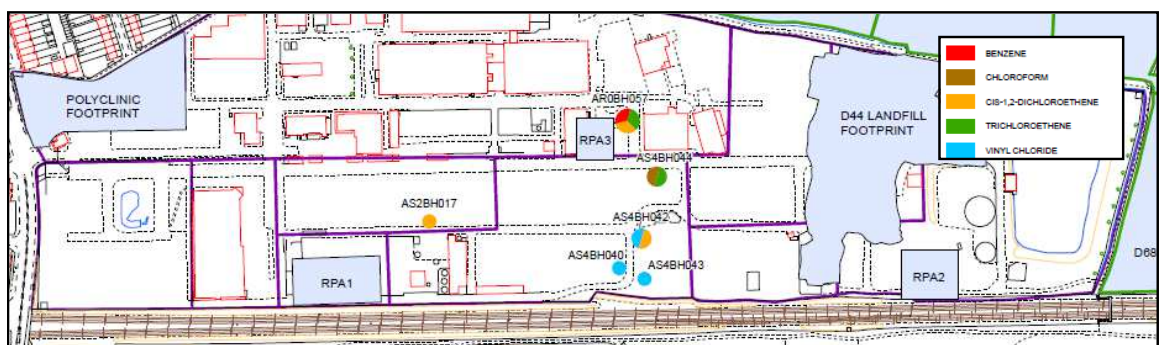 POLYCLINIC
FOOTPRINT
AR0BH057
RPA3
D44 LANDFILL
FOOTPRINT
BENZENE
CHLOROFORM
CIS-1,2-DICHLOROETHENE
TRICHLOROETHENE
VINYL CHLORIDE
AS4BH044
AS2BH017
AS4BH042
AS4BH040
AS4BH043
RPA1
RPA2
D68